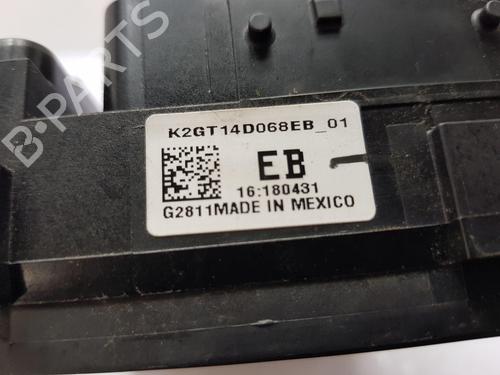 B-PARTS
K2GT14D068EB_01
EB
16:180431
G2811MADE IN MEXICO